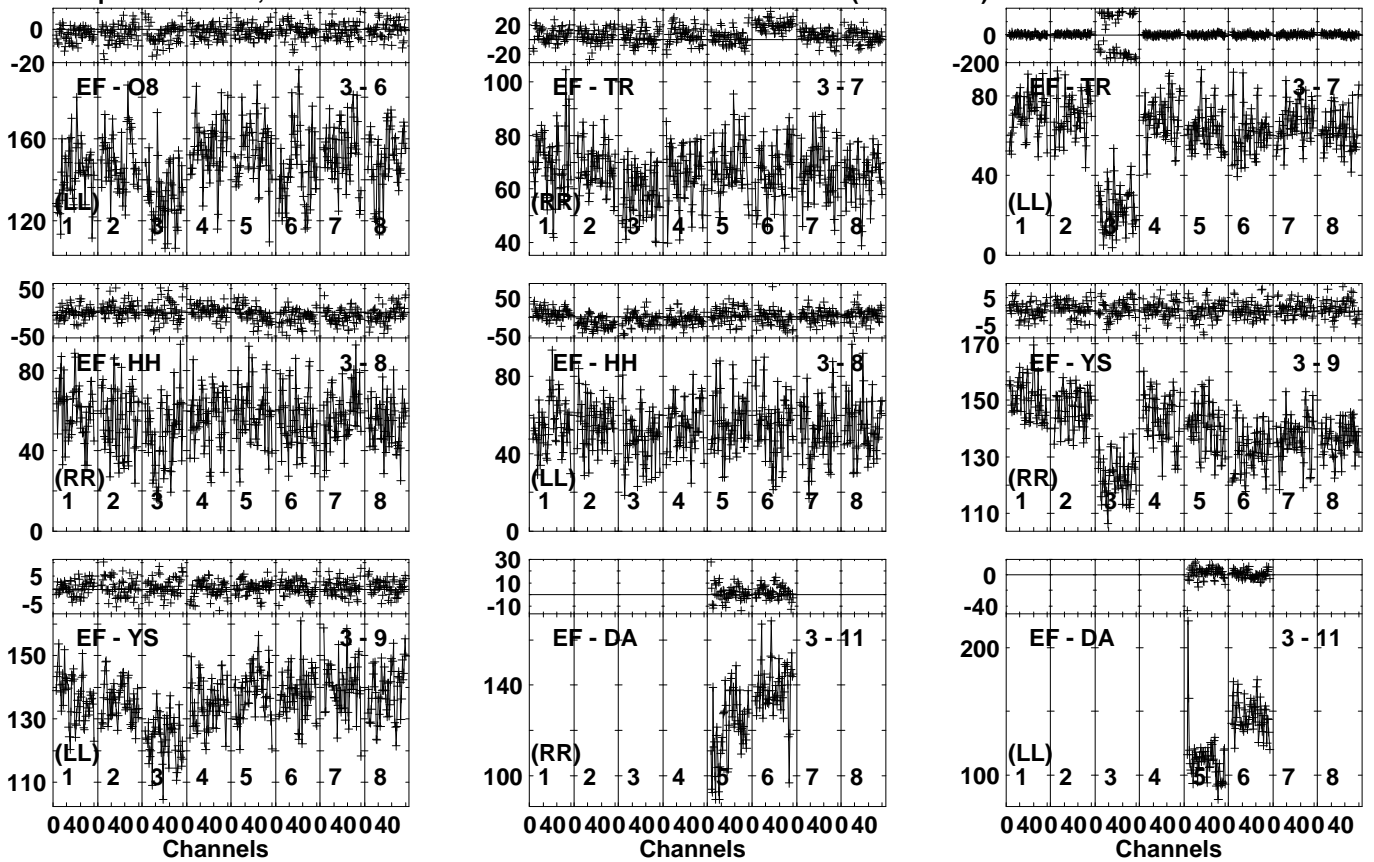 0
-20
EF - O8 3 - 6
160
120
(LL)
1 2 3 4 5 6 7 8
20
-20
100
EF - TR 3 - 7
80
60
40
(RR)
1 2 3 4 5 6 7 8
0
-200
80
EF - TR 3 - 7
40
0
(LL)
1 2 3 4 5 6 7 8
50
-50
EF - HH 3 - 8
80
40
0
(RR)
1 2 3 4 5 6 7 8
50
-50
EF - HH 3 - 8
80
40
0
(LL)
1 2 3 4 5 6 7 8
5
-5
170
EF - YS 3 - 9
150
130
110
(RR)
1 2 3 4 5 6 7 8
5
-5
EF - YS 3 - 9
150
130
110
(LL)
1 2 3 4 5 6 7 8
0 40 0 40 0 40 0 40 0 40 0 40 0 40 0 40
Channels
30
10
-10
EF - DA 3 - 11
140
100
(RR)
1 2 3 4 5 6 7 8
0 40 0 40 0 40 0 40 0 40 0 40 0 40 0 40
Channels
0
-40
EF - DA 3 - 11
200
100
(LL)
1 2 3 4 5 6 7 8
0 40 0 40 0 40 0 40 0 40 0 40 0 40 0 40
Channels